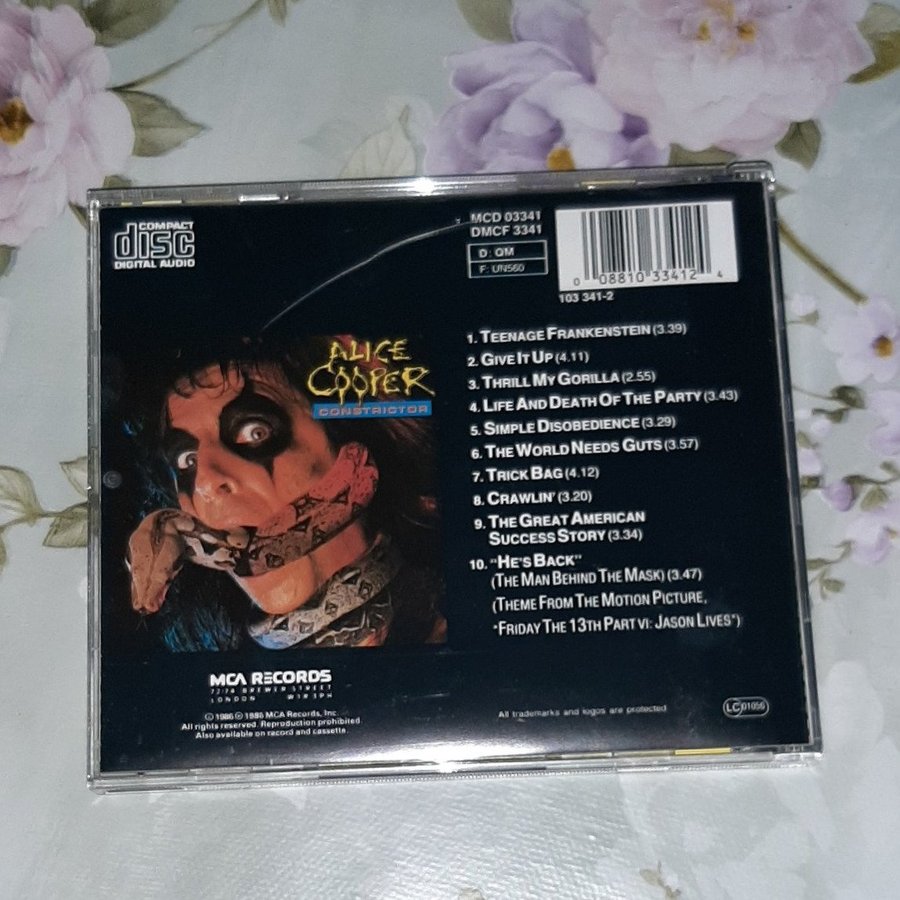 COMPACT
disc
DIGITAL AUDIO
MCD 03341
DMCF 3341
D: QM
F: UN560
0 08810 33412 4
103 341-2
ALICE
COOPER
CONSTRICTOR
1. TEENAGE FRANKENSTEIN (3.39)
2. GIVE IT UP (4.11)
3. THRILL MY GORILLA (2.55)
4. LIFE AND DEATH OF THE PARTY (3.43)
5. SIMPLE DISOBEDIENCE (3.29)
6. THE WORLD NEEDS GUTS (3.57)
7. TRICK BAG (4.12)
8. CRAWLIN' (3.20)
9. THE GREAT AMERICAN
SUCCESS STORY (3.34)
10. "HE'S BACK"
(THE MAN BEHIND THE MASK) (3.47)
(THEME FROM THE MOTION PICTURE,
"FRIDAY THE 13TH PART VI: JASON LIVES")
MCA RECORDS
72/74 BREWER STREET
LONDON W1R 3PH
© 1986 ℗ 1986 MCA Records, Inc.
All rights reserved. Reproduction prohibited.
Also available on record and cassette.
All trademarks and logos are protected
LC 01056